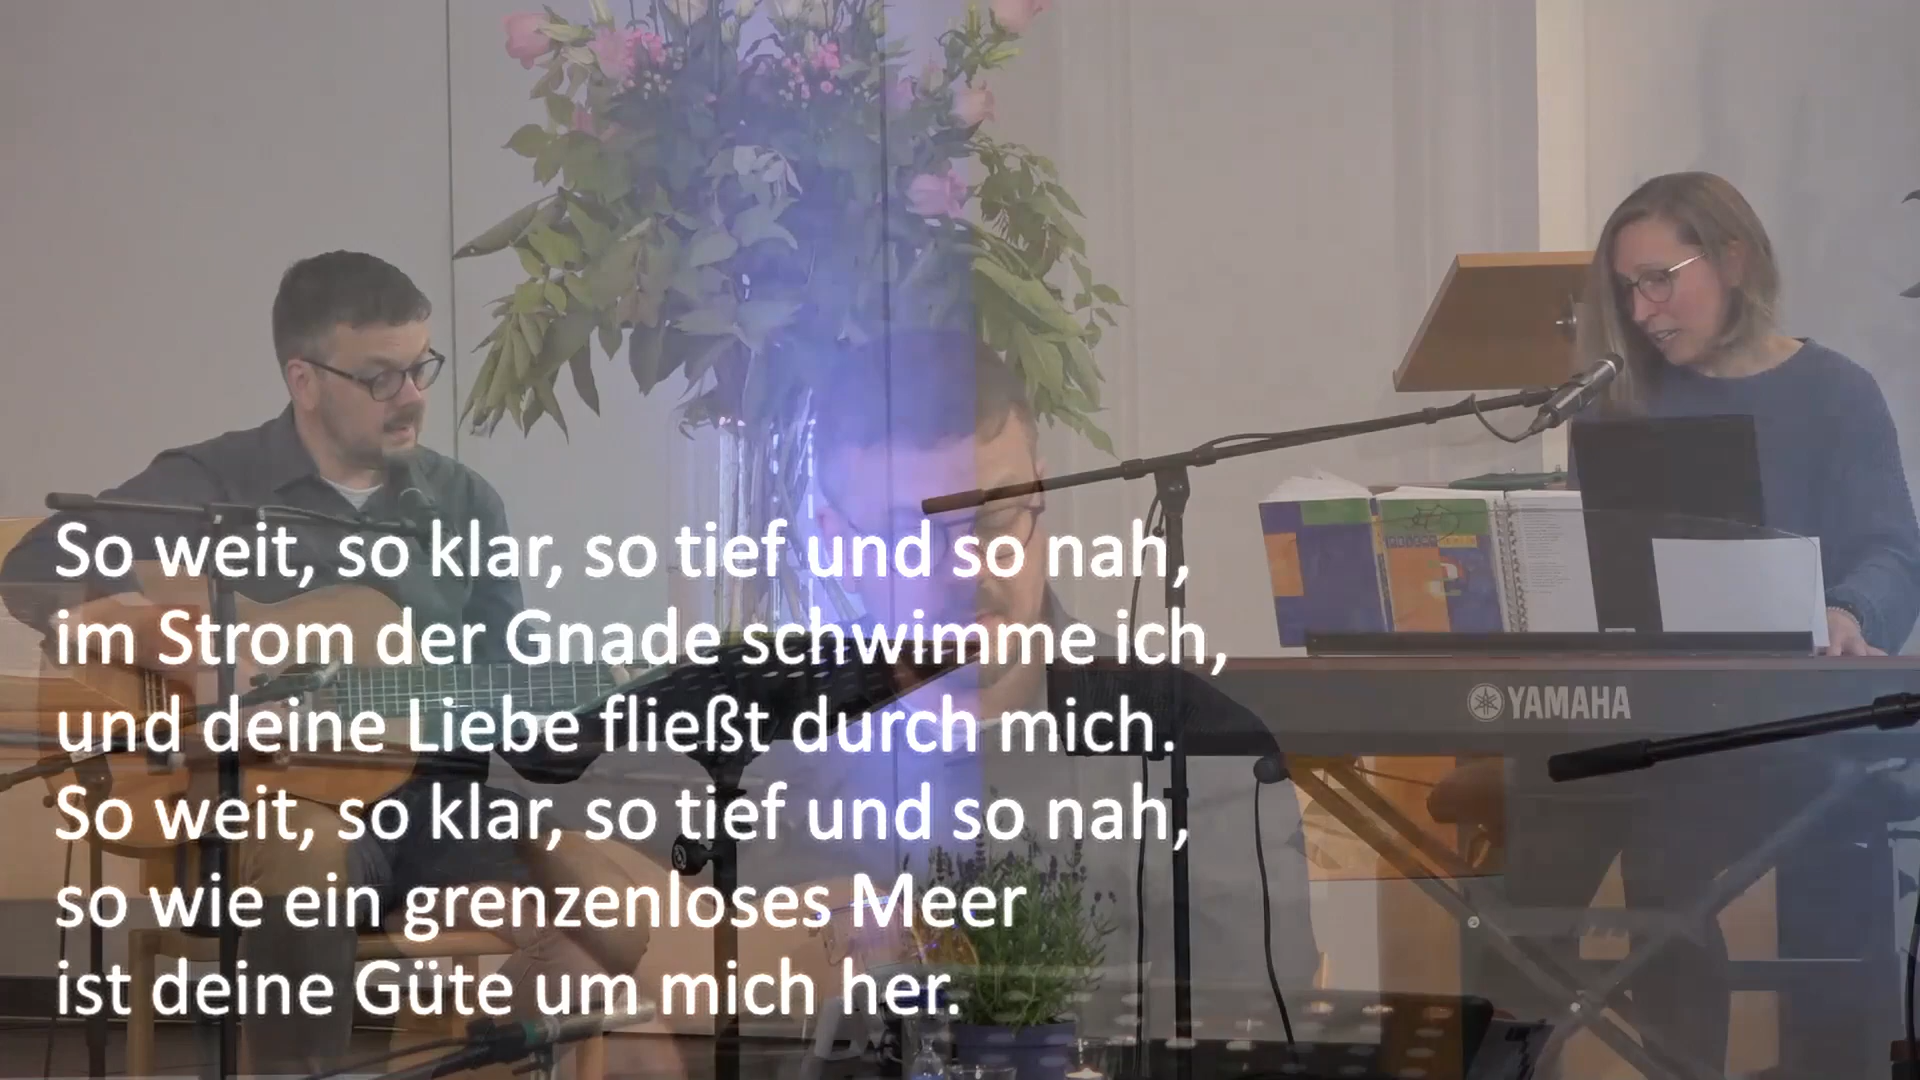 So weit, so klar, so tief und so nah,
im Strom der Gnade schwimme ich,
und deine Liebe fließt durch mich.
So weit, so klar, so tief und so nah,
so wie ein grenzenloses Meer
ist deine Güte um mich her.
YAMAHA